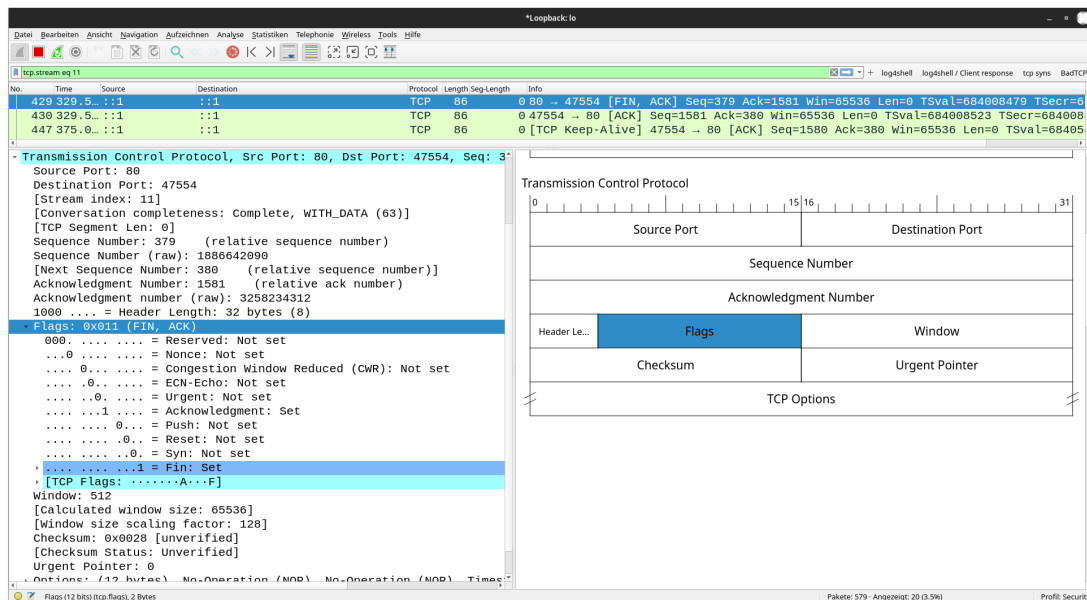 *Loopback: lo
Datei Bearbeiten Ansicht Navigation Aufzeichnen Analyse Statistiken Telephonie Wireless Tools Hilfe
tcp.stream eq 11
+ log4shell log4shell / Client response tcp syns BadTCP
No. Time Source Destination Protocol Length Seg-Length Info
429 329.5… ::1 ::1 TCP 86 0 80 → 47554 [FIN, ACK] Seq=379 Ack=1581 Win=65536 Len=0 TSval=684008479 TSecr=6
430 329.5… ::1 ::1 TCP 86 0 47554 → 80 [ACK] Seq=1581 Ack=380 Win=65536 Len=0 TSval=684008523 TSecr=684008
447 375.0… ::1 ::1 TCP 86 0 [TCP Keep-Alive] 47554 → 80 [ACK] Seq=1580 Ack=380 Win=65536 Len=0 TSval=68405
Transmission Control Protocol, Src Port: 80, Dst Port: 47554, Seq: 3
Source Port: 80
Destination Port: 47554
[Stream index: 11]
[Conversation completeness: Complete, WITH_DATA (63)]
[TCP Segment Len: 0]
Sequence Number: 379 (relative sequence number)
Sequence Number (raw): 1886642090
[Next Sequence Number: 380 (relative sequence number)]
Acknowledgment Number: 1581 (relative ack number)
Acknowledgment number (raw): 3258234312
1000 .... = Header Length: 32 bytes (8)
Flags: 0x011 (FIN, ACK)
000. .... .... = Reserved: Not set
...0 .... .... = Nonce: Not set
.... 0... .... = Congestion Window Reduced (CWR): Not set
.... .0.. .... = ECN-Echo: Not set
.... ..0. .... = Urgent: Not set
.... ...1 .... = Acknowledgment: Set
.... .... 0... = Push: Not set
.... .... .0.. = Reset: Not set
.... .... ..0. = Syn: Not set
.... .... ...1 = Fin: Set
[TCP Flags: ·······A···F]
Window: 512
[Calculated window size: 65536]
[Window size scaling factor: 128]
Checksum: 0x0028 [unverified]
[Checksum Status: Unverified]
Urgent Pointer: 0
Options: (12 bytes), No-Operation (NOP), No-Operation (NOP), Times
Transmission Control Protocol
0 15 16 31
Source Port Destination Port
Sequence Number
Acknowledgment Number
Header Le... Flags Window
Checksum Urgent Pointer
TCP Options
Flags (12 bits) (tcp.flags), 2 Bytes Pakete: 579 · Angezeigt: 20 (3.5%) Profil: Securit